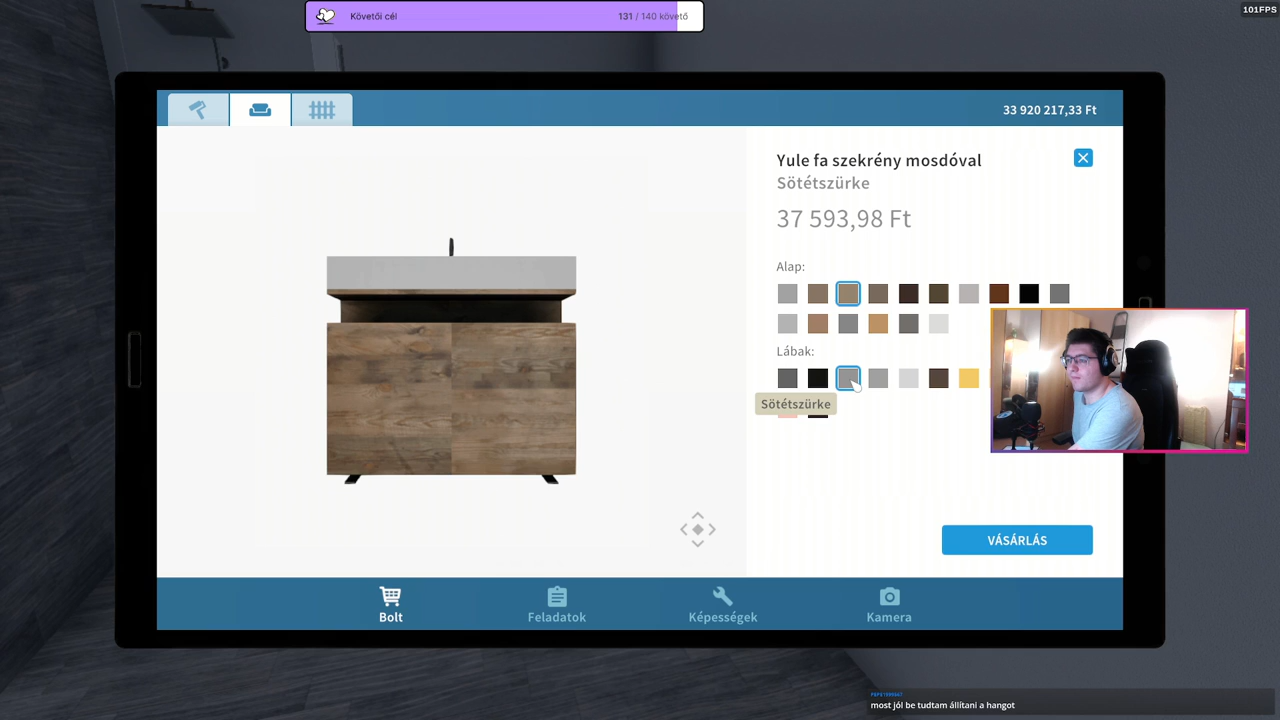 Követői cél
131 / 140 követő
101FPS
33 920 217,33 Ft
Yule fa szekrény mosdóval
Sötétszürke
37 593,98 Ft
Alap:
Lábak:
Sötétszürke
VÁSÁRLÁS
Bolt
Feladatok
Képességek
Kamera
most jól be tudtam állítani a hangot